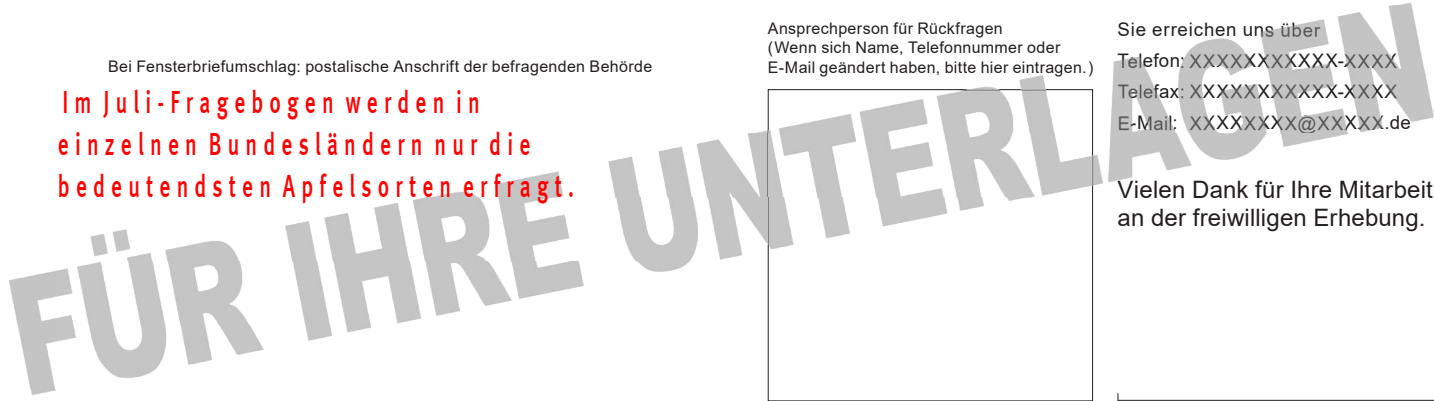 Bei Fensterbriefumschlag: postalische Anschrift der befragenden Behörde
Im Juli-Fragebogen werden in
einzelnen Bundesländern nur die
bedeutendsten Apfelsorten erfragt.
Ansprechperson für Rückfragen
(Wenn sich Name, Telefonnummer oder
E-Mail geändert haben, bitte hier eintragen.)
Sie erreichen uns über
Telefon: XXXXXXXXXXXX-XXXX
Telefax: XXXXXXXXXXX-XXXX
E-Mail: XXXXXXXX@XXXXX.de
Vielen Dank für Ihre Mitarbeit
an der freiwilligen Erhebung.
FÜR IHRE UNTERLAGEN